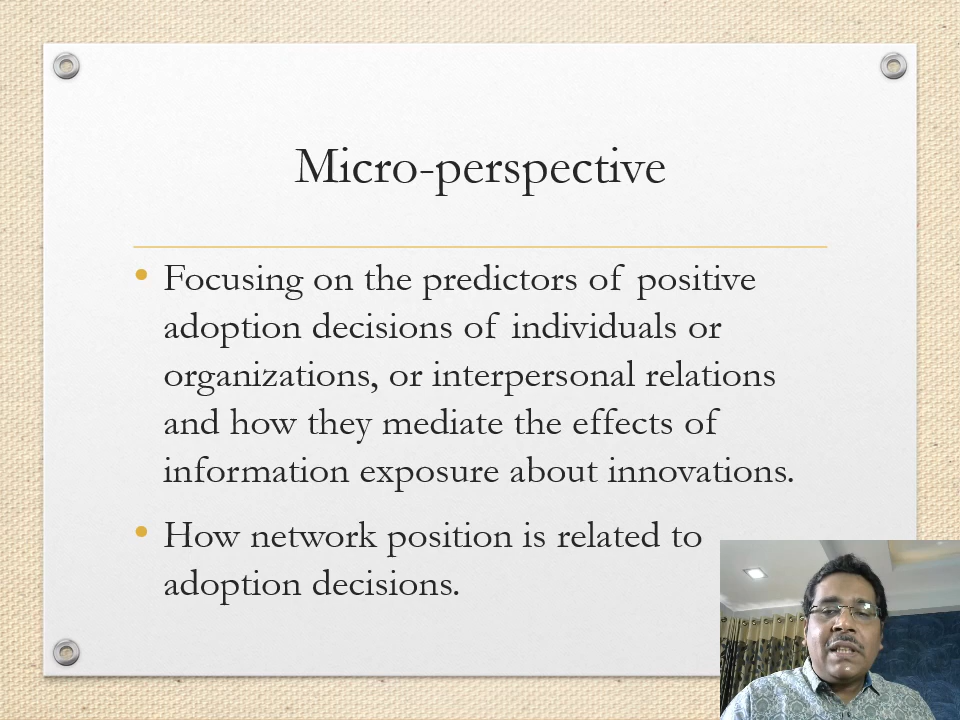 Micro-perspective
• Focusing on the predictors of positive
adoption decisions of individuals or
organizations, or interpersonal relations
and how they mediate the effects of
information exposure about innovations.
• How network position is related to
adoption decisions.